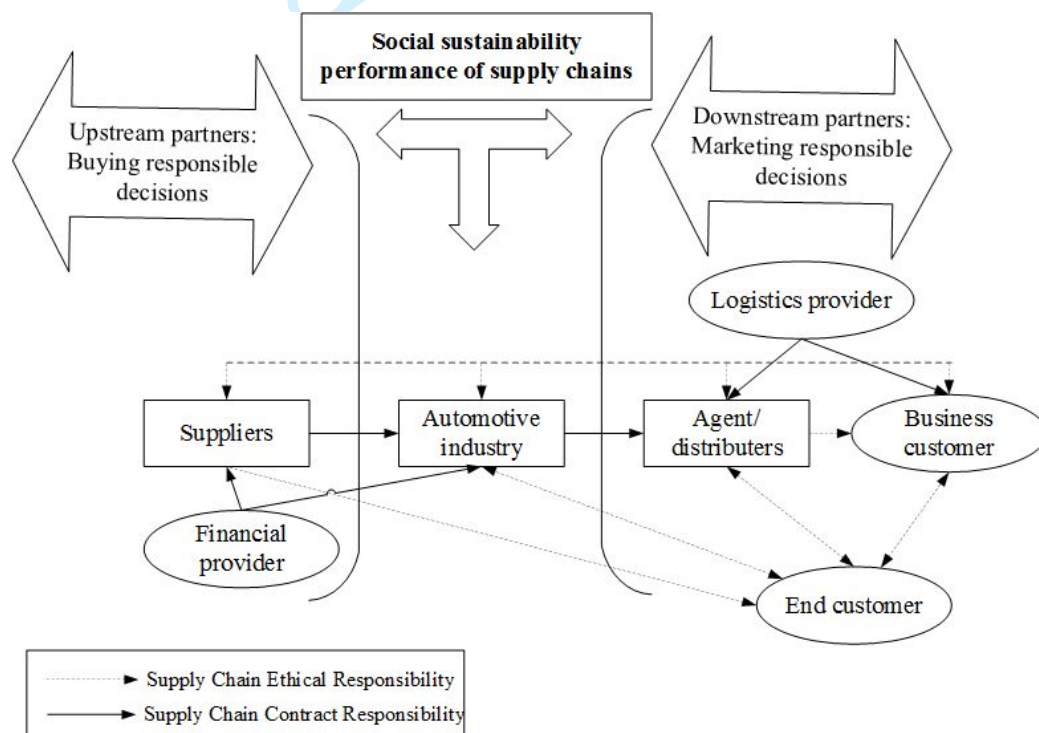 Social sustainability
performance of supply chains
Upstream partners:
Buying responsible
decisions
Downstream partners:
Marketing responsible
decisions
Logistics provider
Suppliers
Automotive
industry
Agent/
distributers
Business
customer
Financial
provider
End customer
Supply Chain Ethical Responsibility
Supply Chain Contract Responsibility